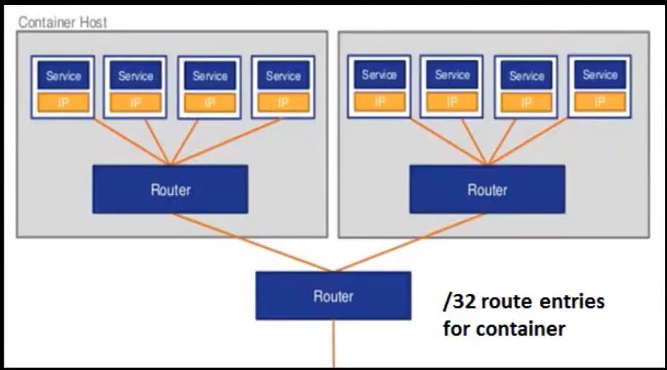 Container Host
Service Service Service Service
IP IP IP IP
Service Service Service Service
IP IP IP IP
Router
Router
Router
/32 route entries
for container